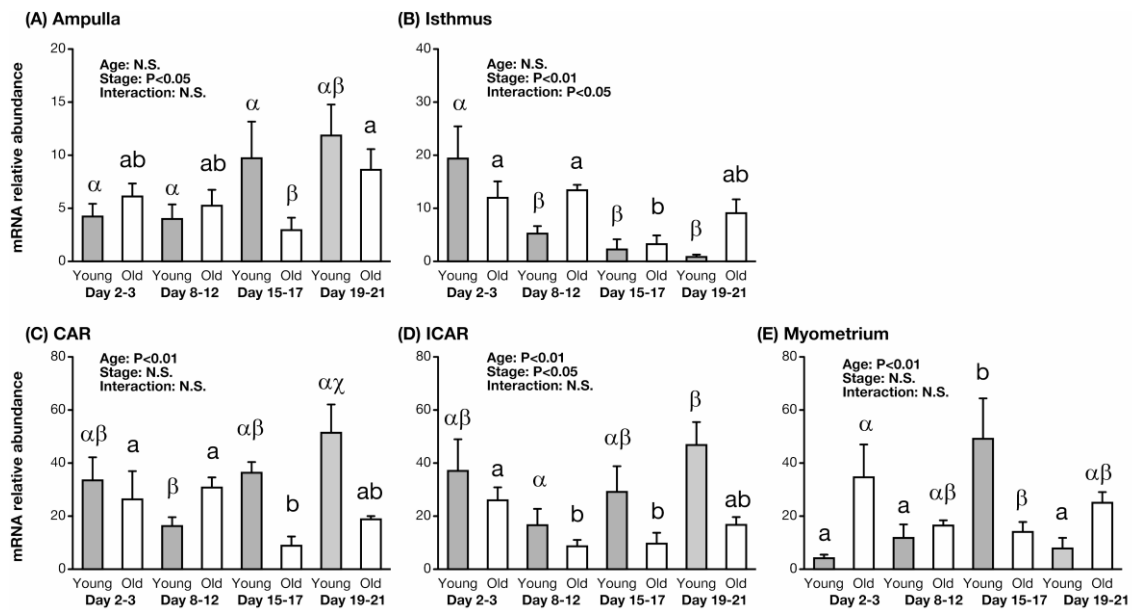 (A) Ampulla
mRNA relative abundance
20
15
10
5
0
Age: N.S.
Stage: P<0.05
Interaction: N.S.
α ab α ab α β αβ a
Young Old Young Old Young Old Young Old
Day 2-3 Day 8-12 Day 15-17 Day 19-21
(B) Isthmus
40
30
20
10
0
Age: N.S.
Stage: P<0.01
Interaction: P<0.05
α a β a β b β ab
Young Old Young Old Young Old Young Old
Day 2-3 Day 8-12 Day 15-17 Day 19-21
(C) CAR
mRNA relative abundance
80
60
40
20
0
Age: P<0.01
Stage: N.S.
Interaction: N.S.
αβ a β a αβ b αχ ab
Young Old Young Old Young Old Young Old
Day 2-3 Day 8-12 Day 15-17 Day 19-21
(D) ICAR
80
60
40
20
0
Age: P<0.01
Stage: P<0.05
Interaction: N.S.
αβ a α b αβ b β ab
Young Old Young Old Young Old Young Old
Day 2-3 Day 8-12 Day 15-17 Day 19-21
(E) Myometrium
80
60
40
20
0
Age: P<0.01
Stage: N.S.
Interaction: N.S.
a α a αβ b β a αβ
Young Old Young Old Young Old Young Old
Day 2-3 Day 8-12 Day 15-17 Day 19-21